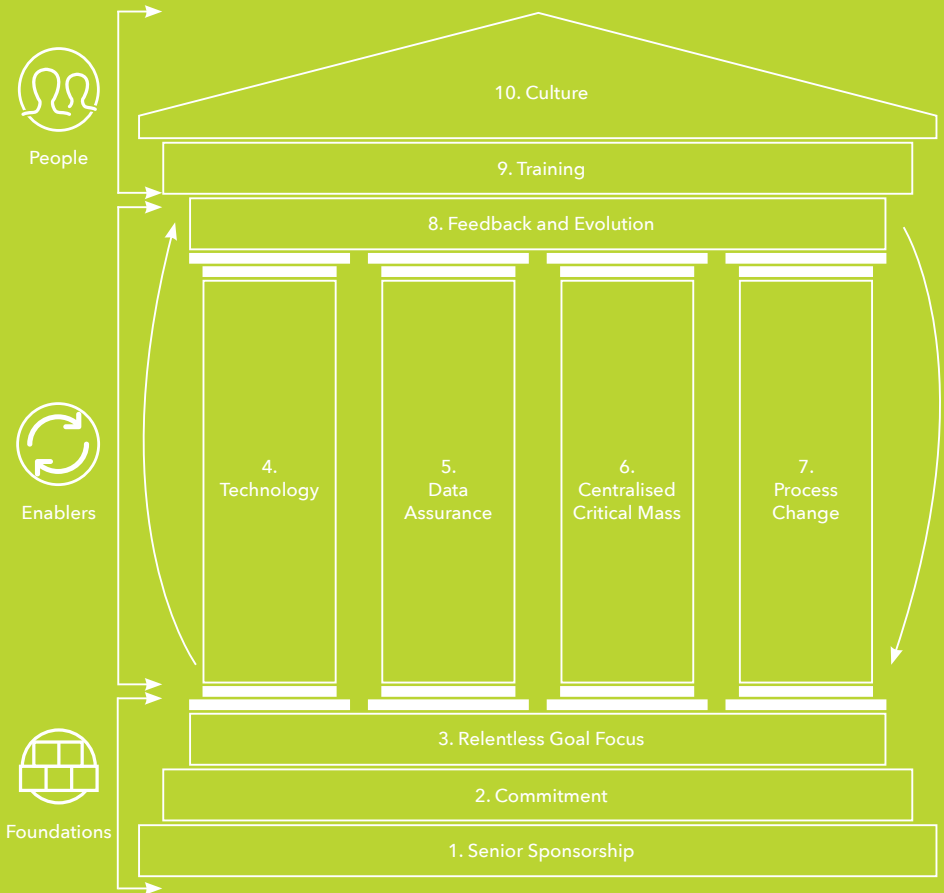 10. Culture
People
9. Training
8. Feedback and Evolution
4.
Technology
5.
Data
Assurance
6.
Centralised
Critical Mass
7.
Process
Change
Enablers
3. Relentless Goal Focus
2. Commitment
Foundations
1. Senior Sponsorship